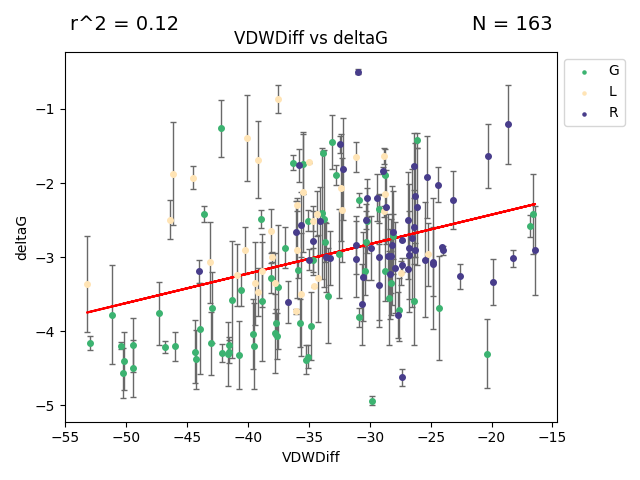 r^2 = 0.12
N = 163
VDWDiff vs deltaG
G
L
R
deltaG
−1
−2
−3
−4
−5
−55
−50
−45
−40
−35
−30
−25
−20
−15
VDWDiff